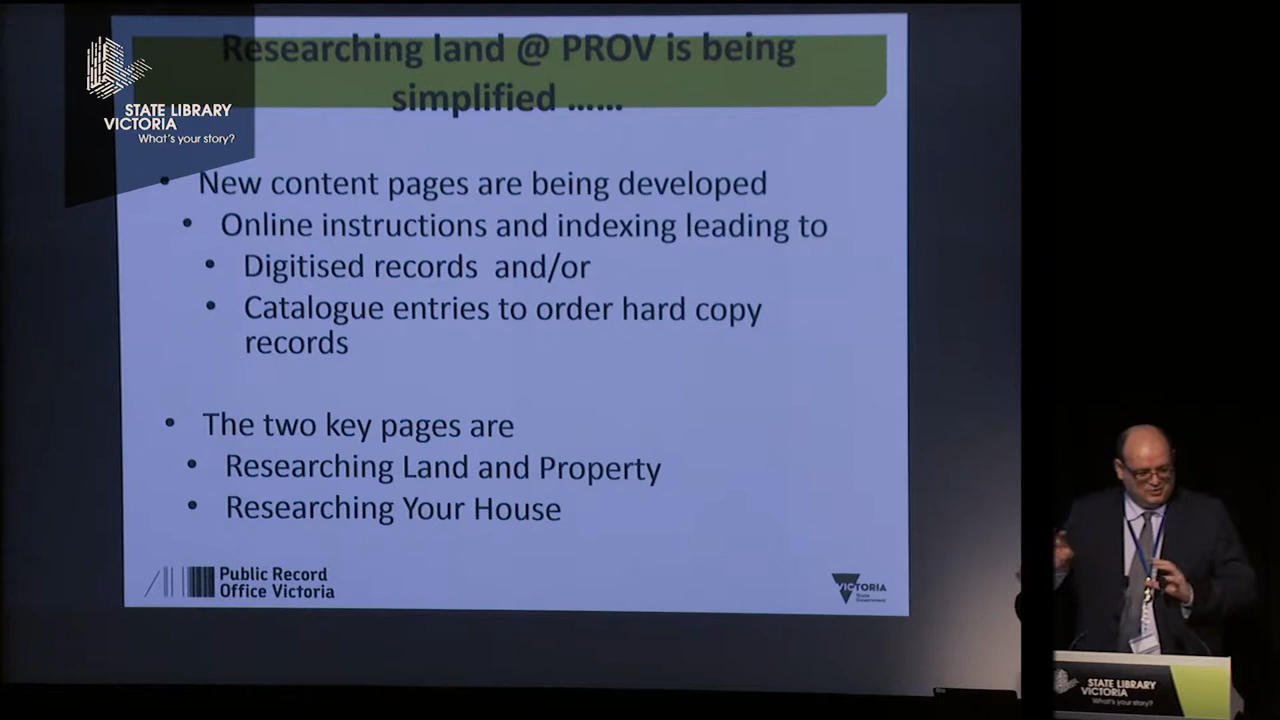 Researching land @ PROV is being
simplified ......
STATE LIBRARY
VICTORIA
What's your story?
• New content pages are being developed
• Online instructions and indexing leading to
• Digitised records and/or
• Catalogue entries to order hard copy
records
• The two key pages are
• Researching Land and Property
• Researching Your House
Public Record
Office Victoria
VICTORIA
State
Government
STATE LIBRARY
VICTORIA
What's your story?